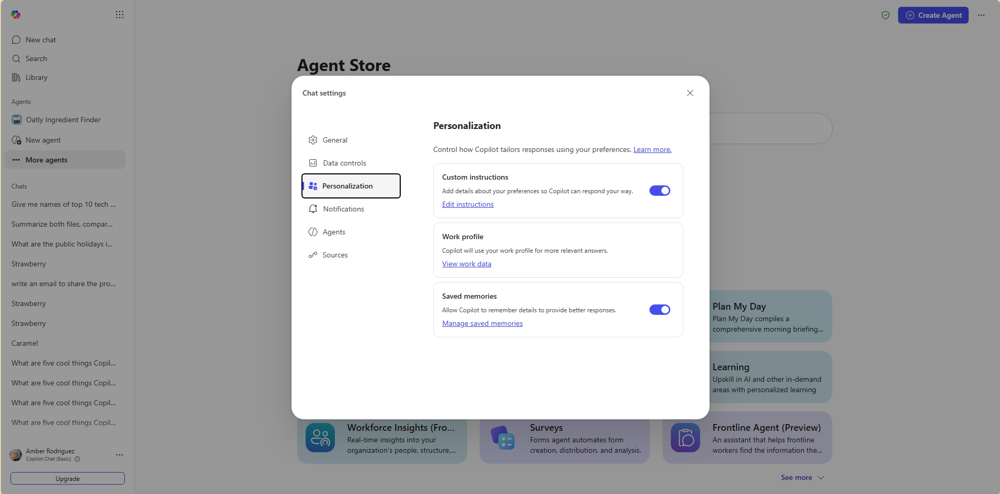 New chat
Search
Library
Agents
Oatly Ingredient Finder
New agent
More agents
Chats
Give me names of top 10 tech ...
Summarize both files, compar...
What are the public holidays i...
Strawberry
write an email to share the pro...
Strawberry
Strawberry
Caramel
What are five cool things Copil...
What are five cool things Copil...
What are five cool things Copil...
What are five cool things Copil...
Amber Rodriguez
Copilot Chat (Basic)
Upgrade
Create Agent
Agent Store
Chat settings
General
Data controls
Personalization
Notifications
Agents
Sources
Personalization
Control how Copilot tailors responses using your preferences. Learn more.
Custom instructions
Add details about your preferences so Copilot can respond your way.
Edit instructions
Work profile
Copilot will use your work profile for more relevant answers.
View work data
Saved memories
Allow Copilot to remember details to provide better responses.
Manage saved memories
Plan My Day
Plan My Day compiles a
comprehensive morning briefing...
Learning
Upskill in AI and other in-demand
areas with personalized learning
Workforce Insights (Fro...
Real-time insights into your
organization's people, structure,...
Surveys
Forms agent automates form
creation, distribution, and analysis.
Frontline Agent (Preview)
An assistant that helps frontline
workers find the information the...
See more